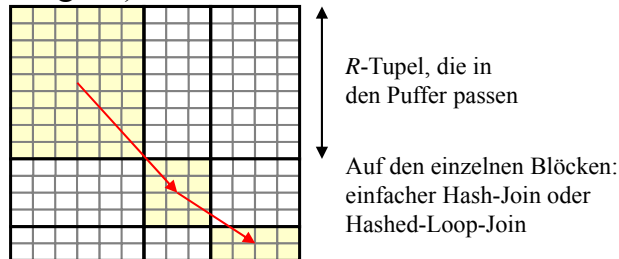 R-Tupel, die in
den Puffer passen
Auf den einzelnen Blöcken:
einfacher Hash-Join oder
Hashed-Loop-Join